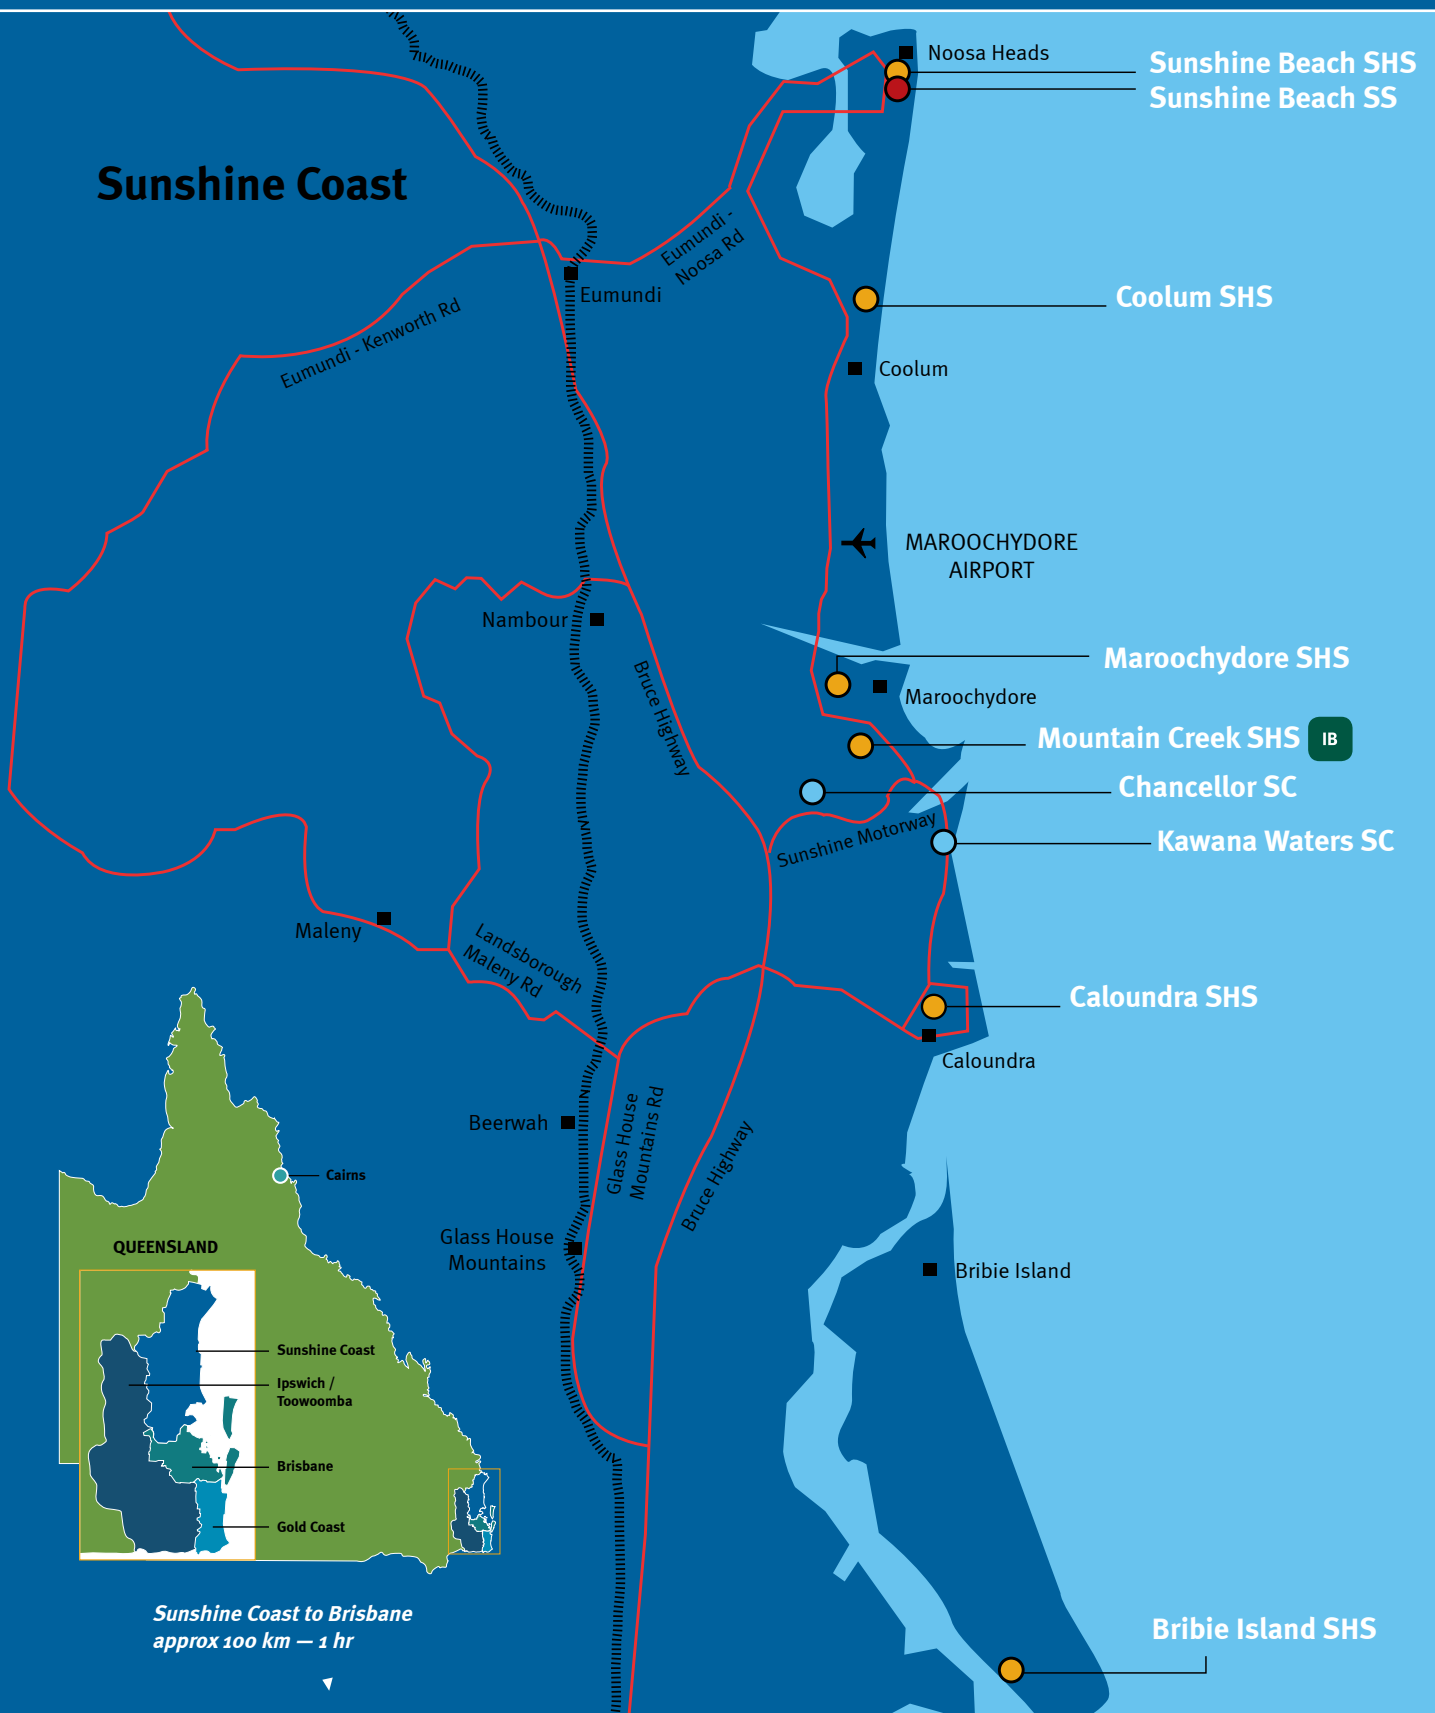 Noosa Heads
Sunshine Beach SHS
Sunshine Beach SS
Sunshine Coast
Eumundi -
Noosa Rd
Eumundi
Coolum SHS
Eumundi - Kenworth Rd
Coolum
MAROOCHYDORE
AIRPORT
Nambour
Bruce Highway
Maroochydore SHS
Maroochydore
Mountain Creek SHS IB
Chancellor SC
Sunshine Motorway
Kawana Waters SC
Maleny
Landsborough
Maleny Rd
Caloundra SHS
Caloundra
Beerwah
Glass House
Mountains Rd
Bruce Highway
Cairns
QUEENSLAND
Glass House
Mountains
Bribie Island
Sunshine Coast
Ipswich /
Toowoomba
Brisbane
Gold Coast
Sunshine Coast to Brisbane
approx 100 km — 1 hr
Bribie Island SHS